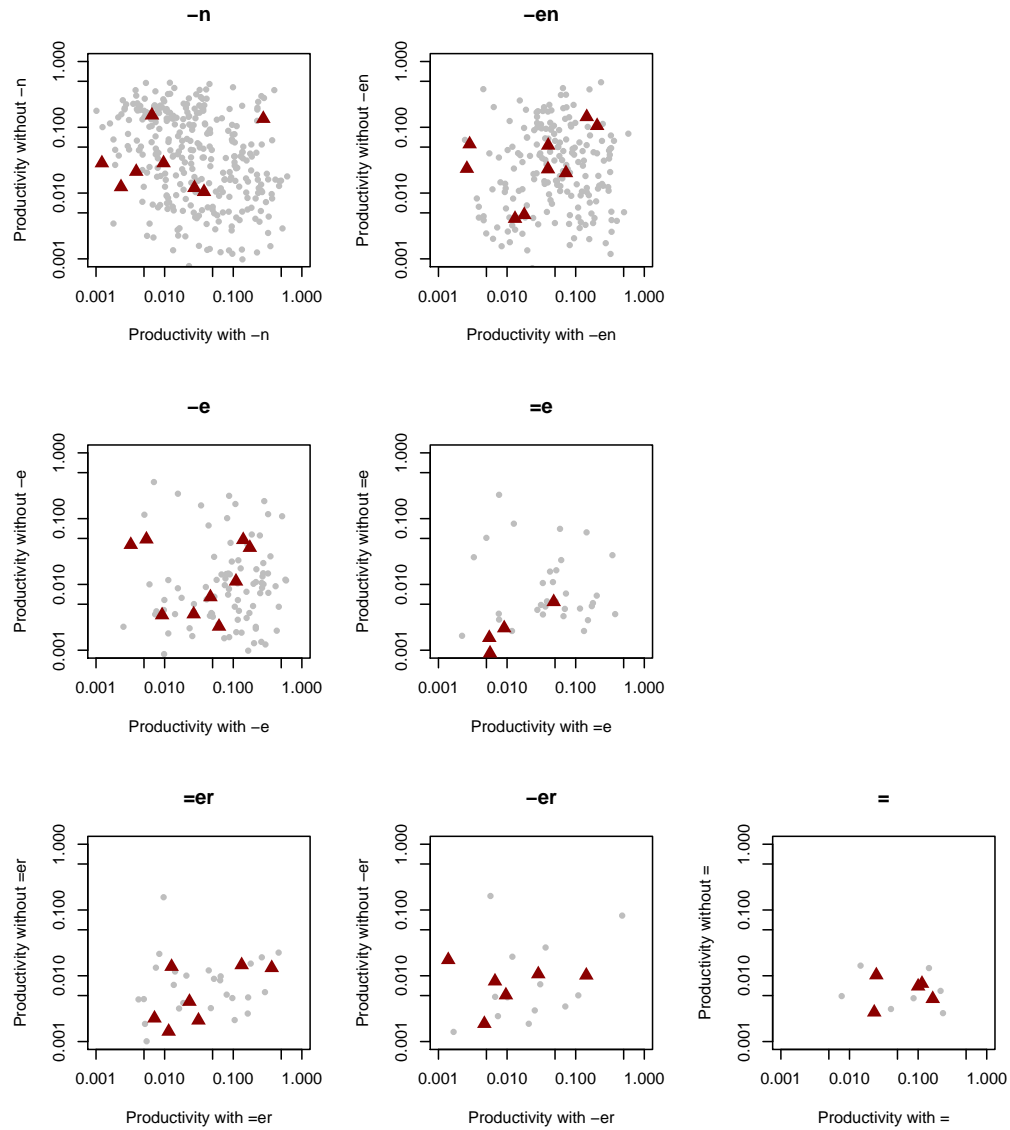 −n
1.000
0.100
0.010
0.001
Productivity without −n
0.001 0.010 0.100 1.000
Productivity with −n
−en
1.000
0.100
0.010
0.001
Productivity without −en
0.001 0.010 0.100 1.000
Productivity with −en
−e
1.000
0.100
0.010
0.001
Productivity without −e
0.001 0.010 0.100 1.000
Productivity with −e
=e
1.000
0.100
0.010
0.001
Productivity without =e
0.001 0.010 0.100 1.000
Productivity with =e
=er
1.000
0.100
0.010
0.001
Productivity without =er
0.001 0.010 0.100 1.000
Productivity with =er
−er
1.000
0.100
0.010
0.001
Productivity without −er
0.001 0.010 0.100 1.000
Productivity with −er
=
1.000
0.100
0.010
0.001
Productivity without =
0.001 0.010 0.100 1.000
Productivity with =